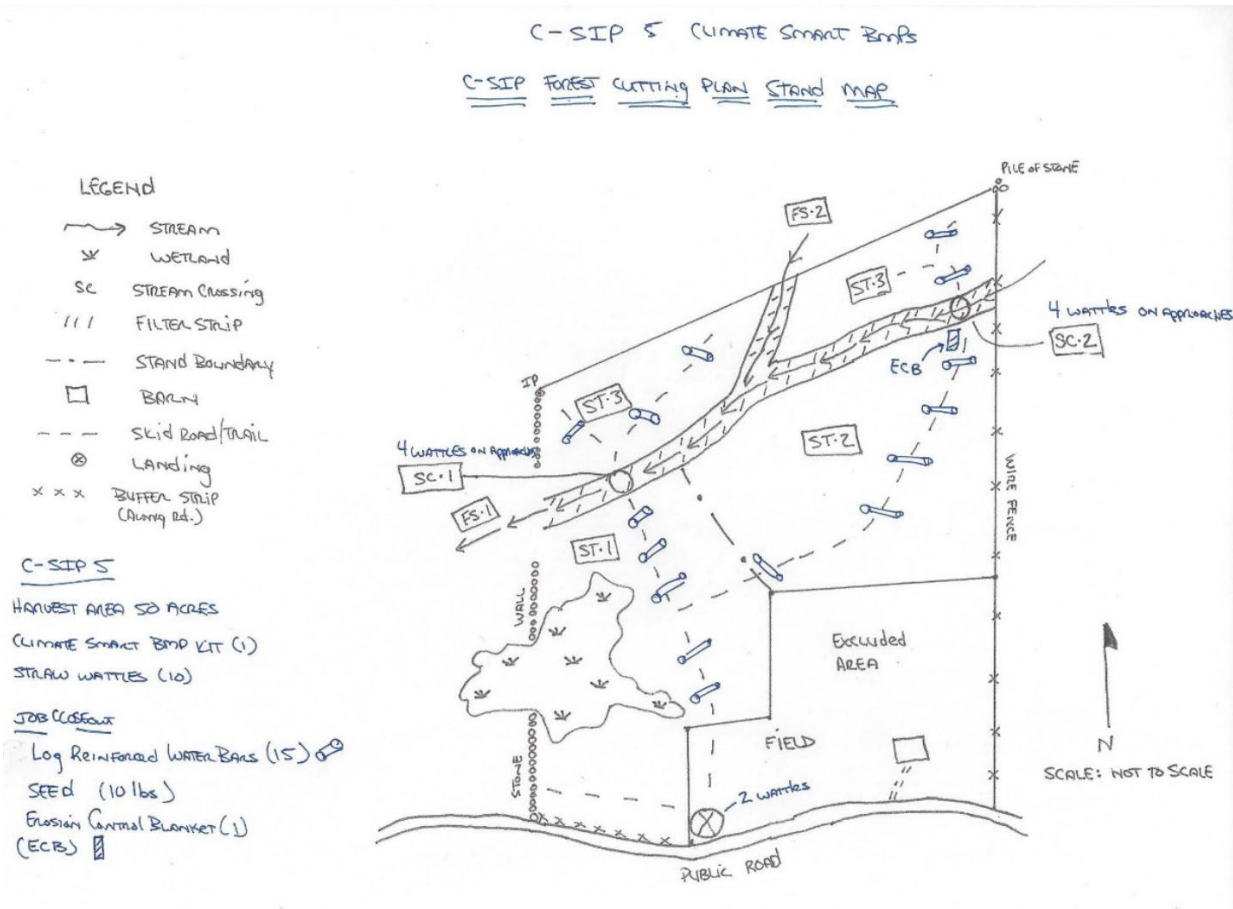 C-SIP 5 CLIMATE SMART BMPs
C-SIP FOREST CUTTING PLAN STAND MAP
LEGEND
STREAM
WETLAND
SC STREAM CROSSING
FILTER STRIP
STAND BOUNDARY
BARN
SKID ROAD/TRAIL
LANDING
x x x BUFFER STRIP
(Along Rd.)
C-SIP 5
HARVEST AREA 50 ACRES
CLIMATE SMART BMP KIT (1)
STRAW WATTLES (10)
JOB CLOSEOUT
Log Reinforced Water Bars (15)
SEED (10 lbs)
Erosion Control Blanket (1)
(ECB)
PILE OF STONE
FS-2
ST-3
4 WATTLES ON APPROACHES
SC-2
ECB
IP
ST-3
ST-2
4 WATTLES ON APPROACHES
SC-1
FS-1
ST-1
WIRE FENCE
WALL
Excluded
AREA
STONE
FIELD
2 WATTLES
N
SCALE: NOT TO SCALE
PUBLIC ROAD